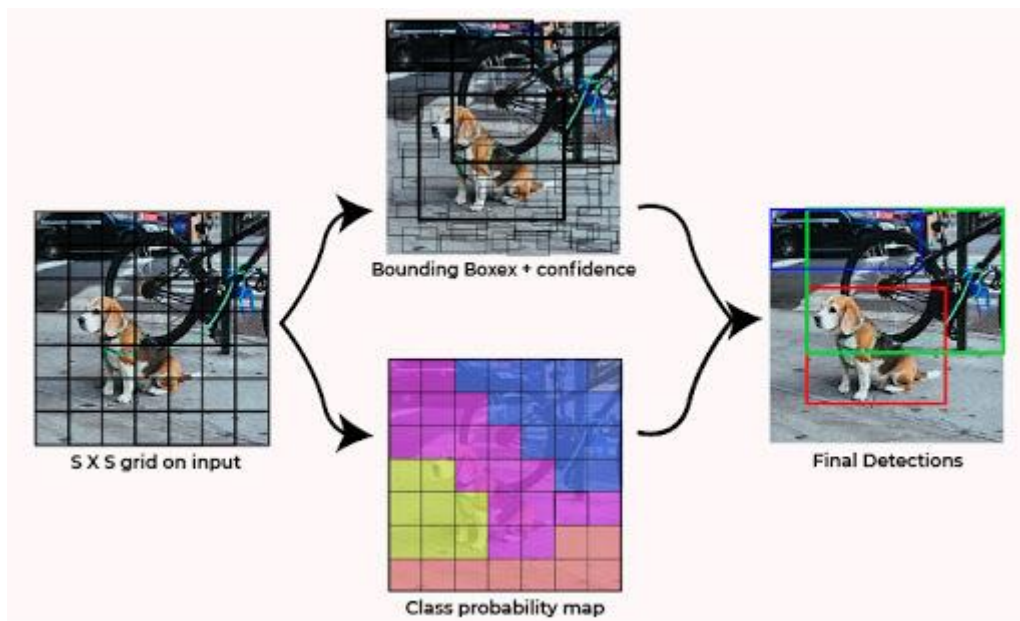 S X S grid on input
Bounding Boxex + confidence
Class probability map
Final Detections